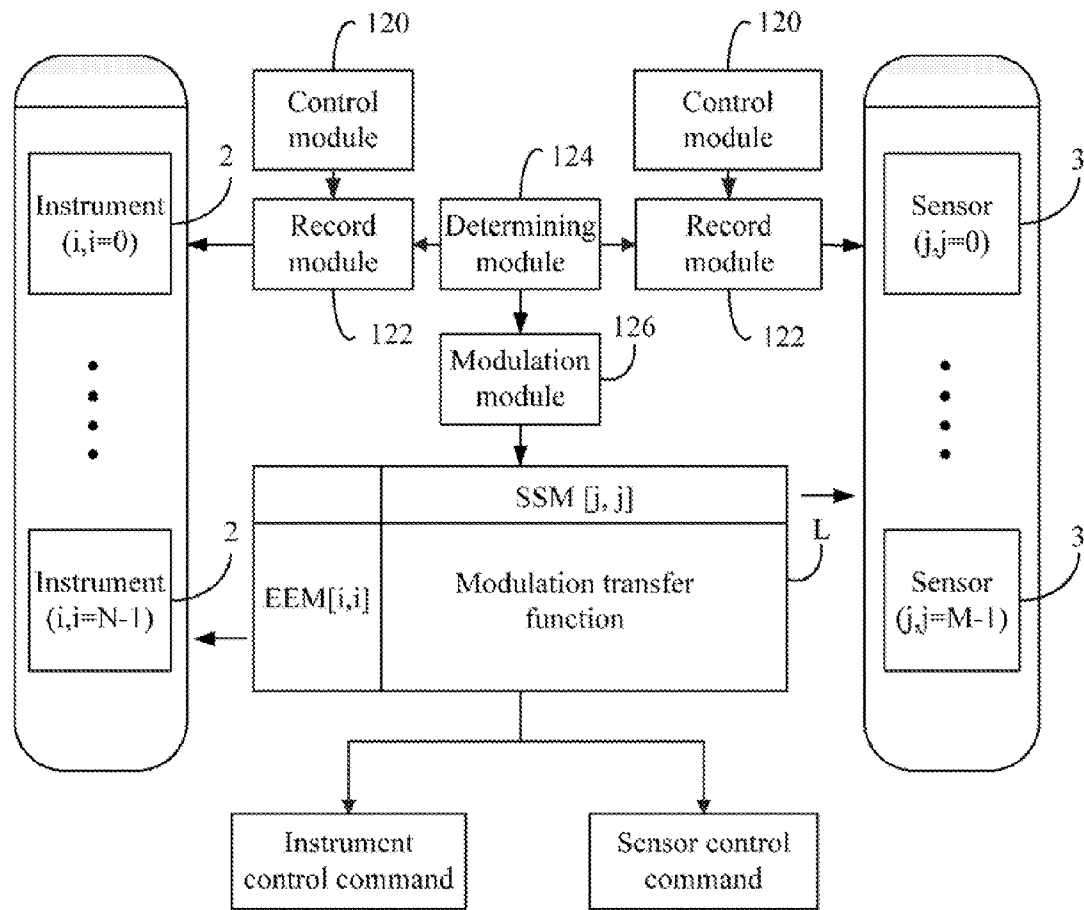 120
120
Control
module
Control
module
2
124
3
Instrument
(i,i=0)
Record
module
Determining
module
Record
module
Sensor
(j,j=0)
122
126
122
Modulation
module
SSM [j, j]
L
2
3
Instrument
(i,i=N-1)
EEM[i,i]
Modulation transfer
function
Sensor
(j,j=M-1)
Instrument
control command
Sensor control
command